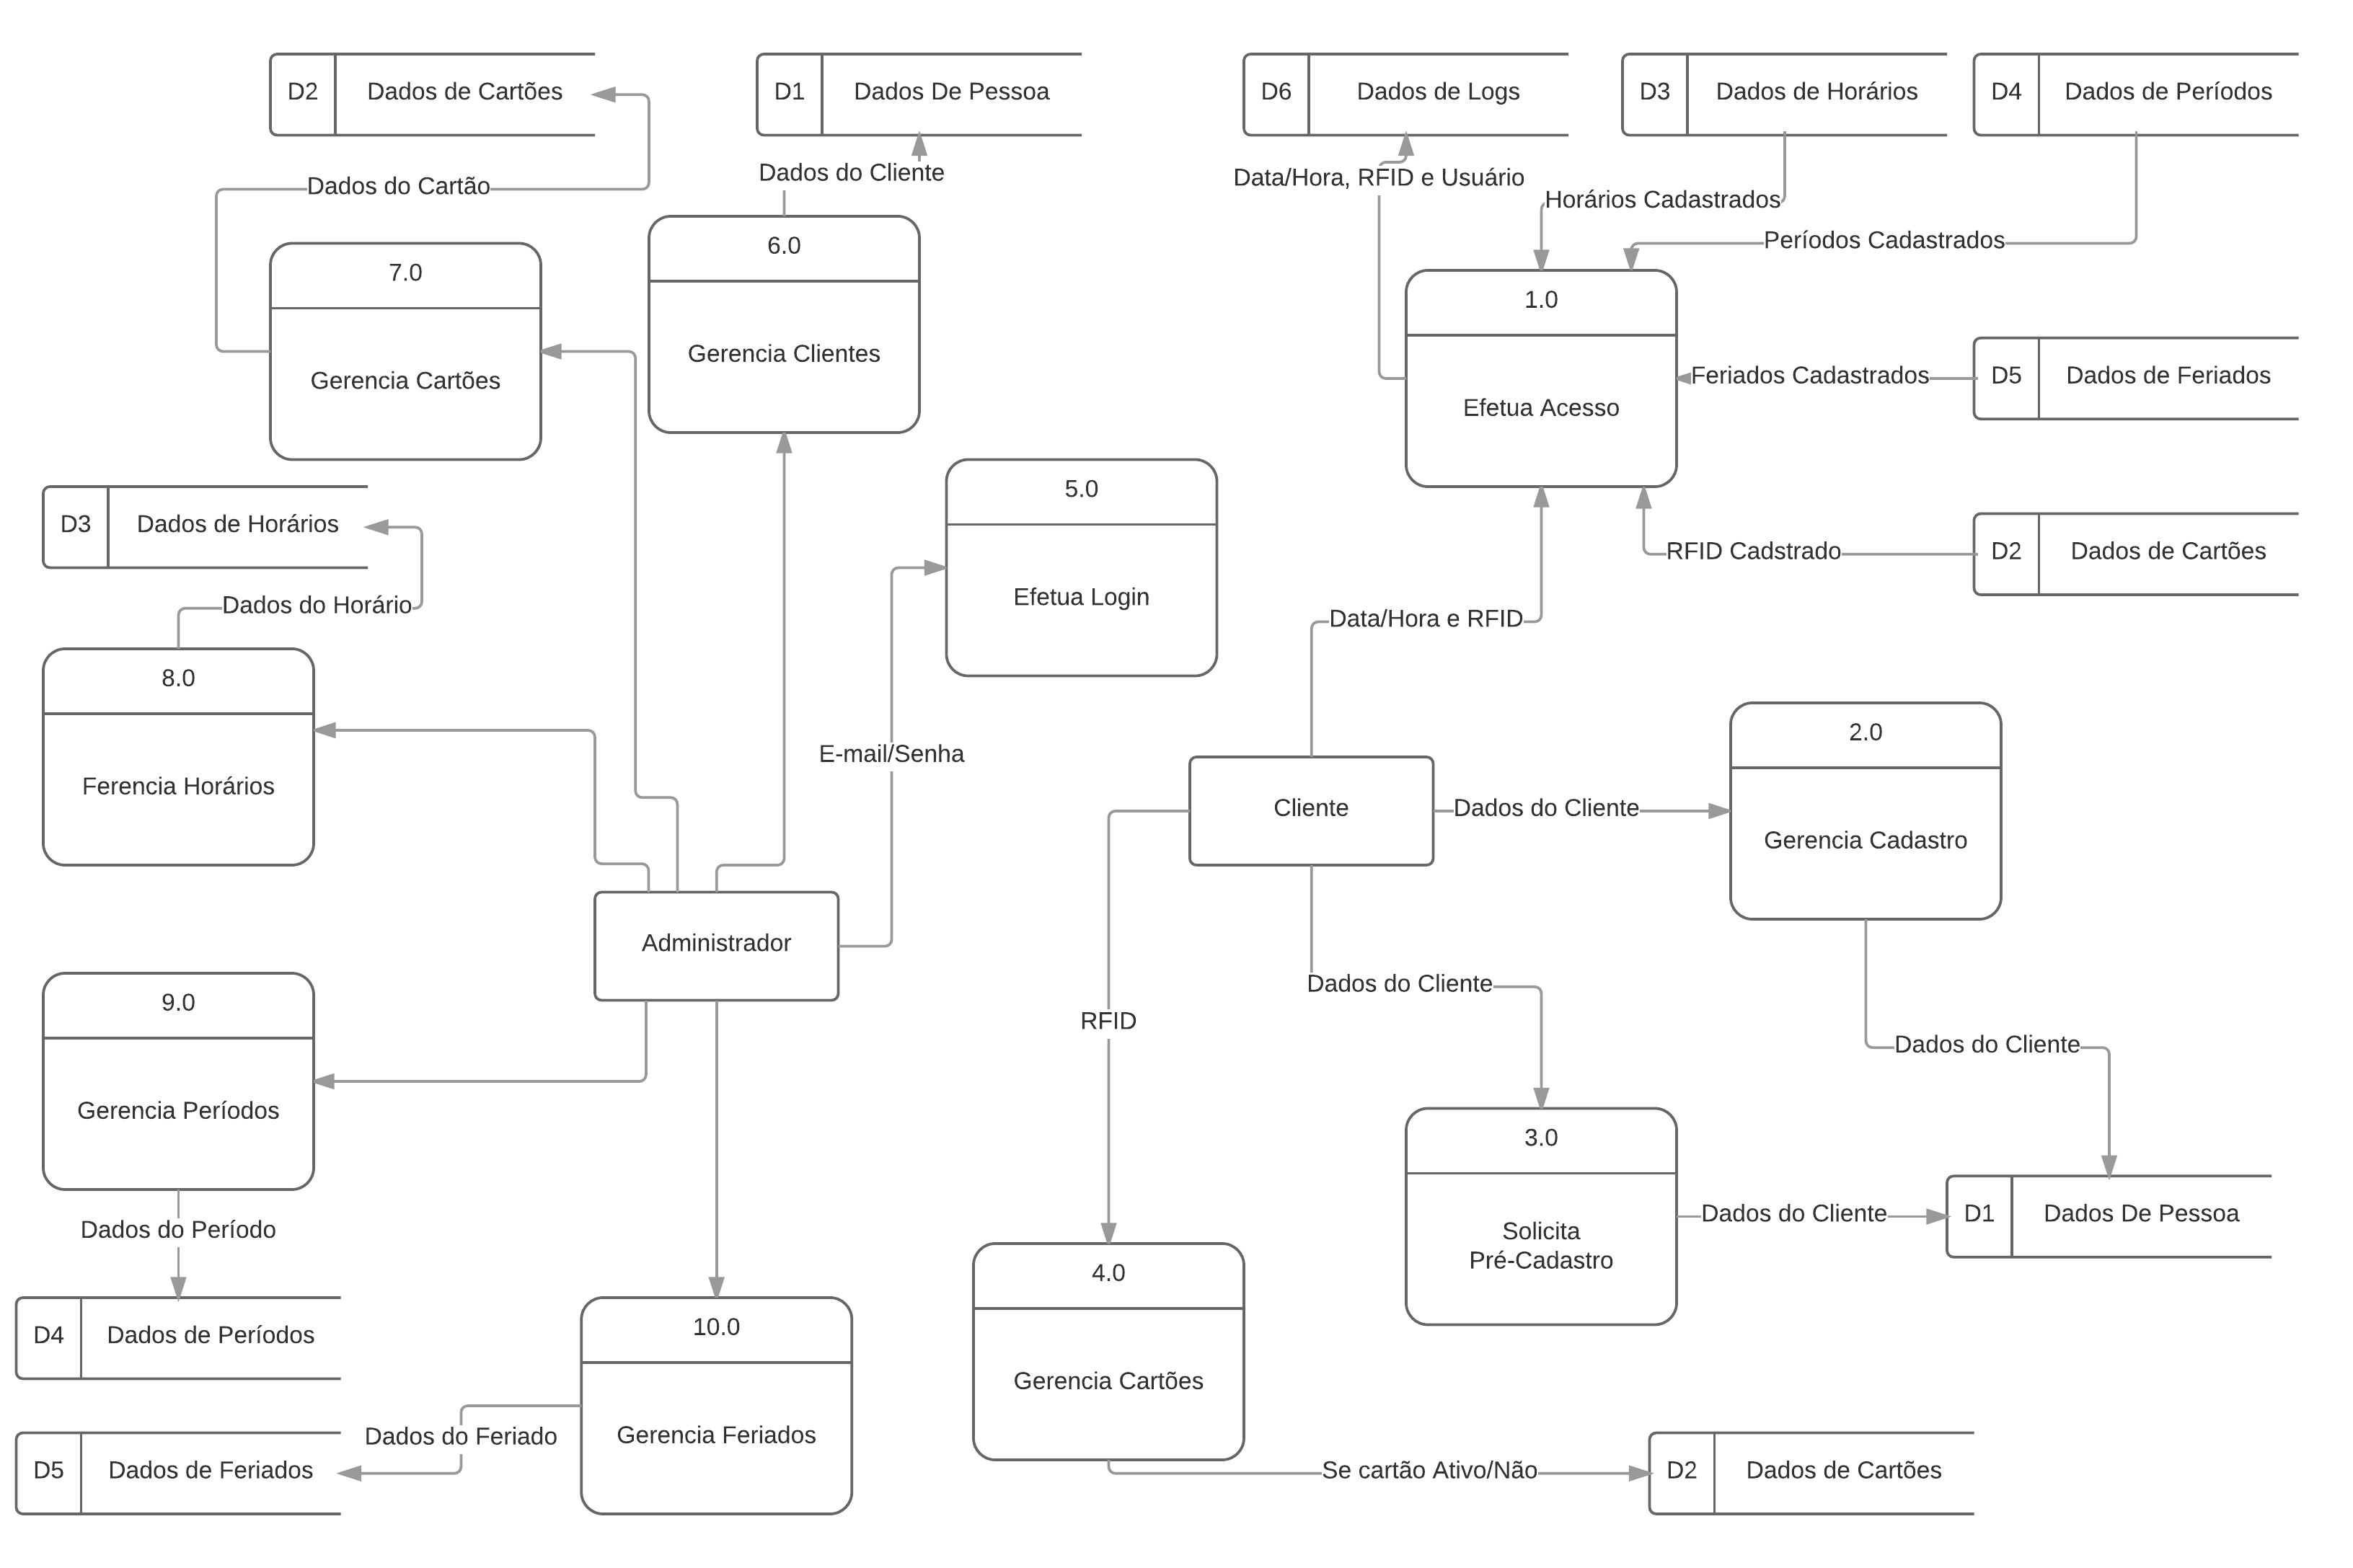 D2
Dados de Cartões
D1
Dados De Pessoa
D6
Dados de Logs
D3
Dados de Horários
D4
Dados de Períodos
Dados do Cartão
Dados do Cliente
Data/Hora, RFID e Usuário
Horários Cadastrados
Períodos Cadastrados
7.0
Gerencia Cartões
6.0
Gerencia Clientes
1.0
Efetua Acesso
Feriados Cadastrados
D5
Dados de Feriados
D3
Dados de Horários
5.0
Efetua Login
RFID Cadstrado
D2
Dados de Cartões
Dados do Horário
Data/Hora e RFID
8.0
Ferencia Horários
E-mail/Senha
Cliente
Dados do Cliente
2.0
Gerencia Cadastro
Administrador
Dados do Cliente
9.0
Gerencia Períodos
RFID
Dados do Cliente
3.0
Solicita
Pré-Cadastro
Dados do Cliente
D1
Dados De Pessoa
Dados do Período
4.0
Gerencia Cartões
D4
Dados de Períodos
10.0
Gerencia Feriados
Dados do Feriado
D5
Dados de Feriados
Se cartão Ativo/Não
D2
Dados de Cartões